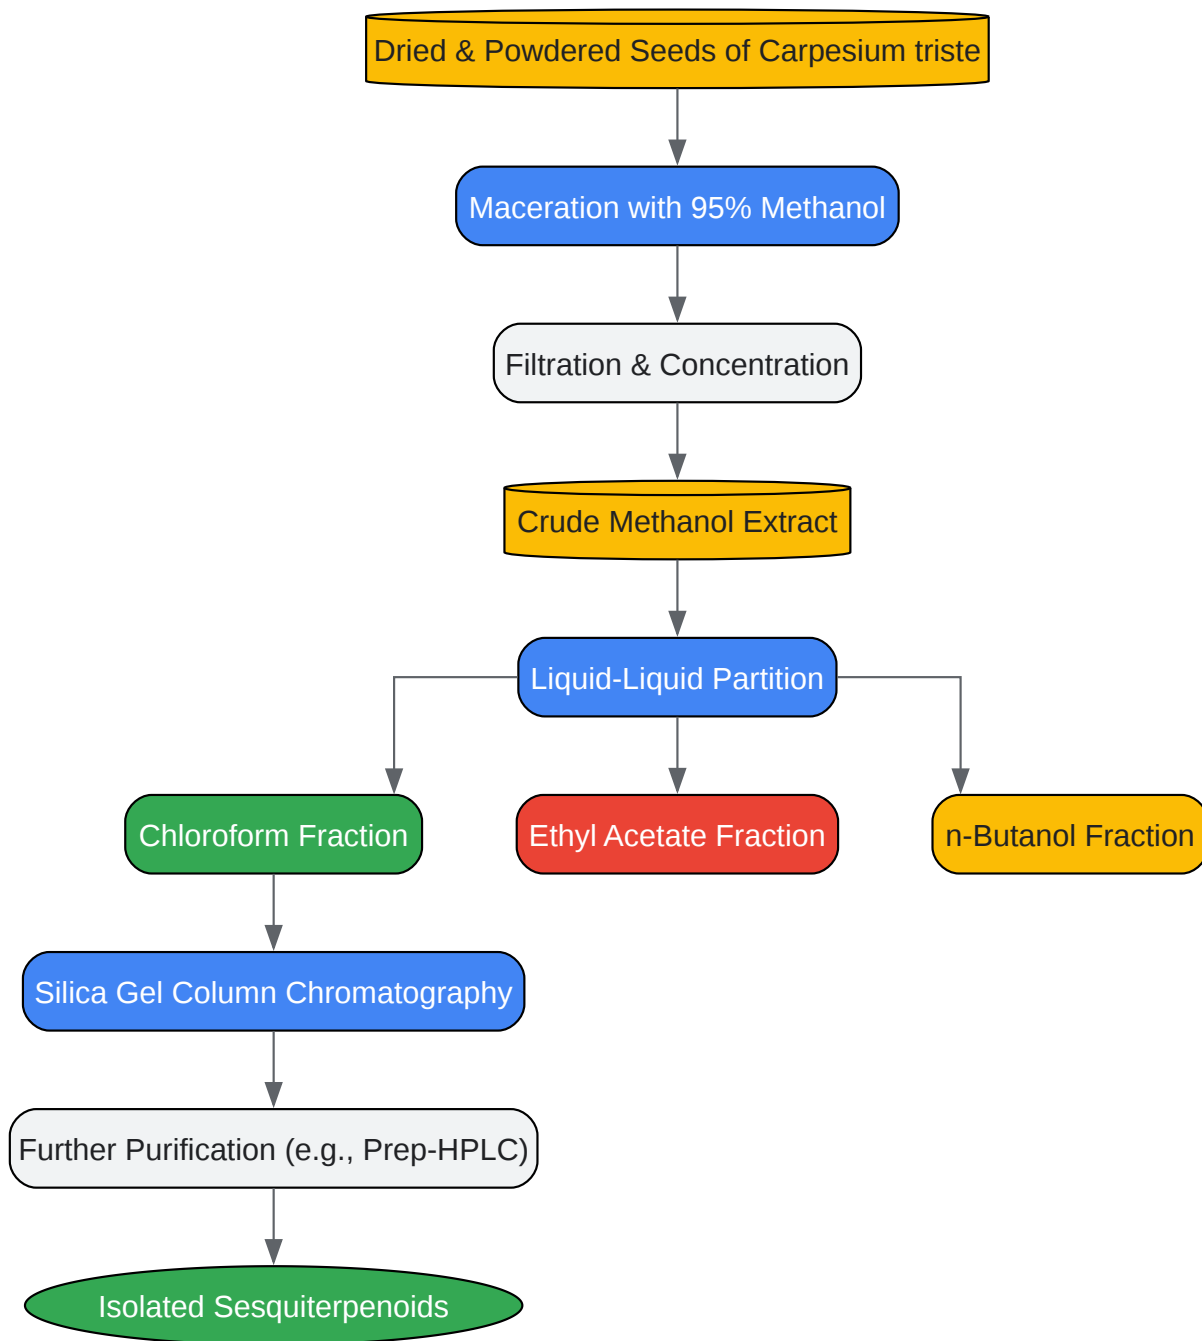 Dried & Powdered Seeds of Carpesium triste
Maceration with 95% Methanol
Filtration & Concentration
Crude Methanol Extract
Liquid-Liquid Partition
Chloroform Fraction
Ethyl Acetate Fraction
n-Butanol Fraction
Silica Gel Column Chromatography
Further Purification (e.g., Prep-HPLC)
Isolated Sesquiterpenoids